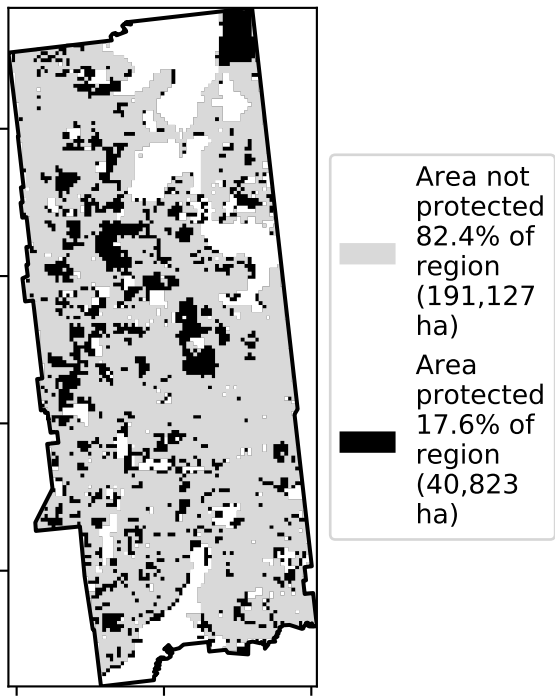 Area not
protected
82.4% of
region
(191,127
ha)
Area
protected
17.6% of
region
(40,823
ha)